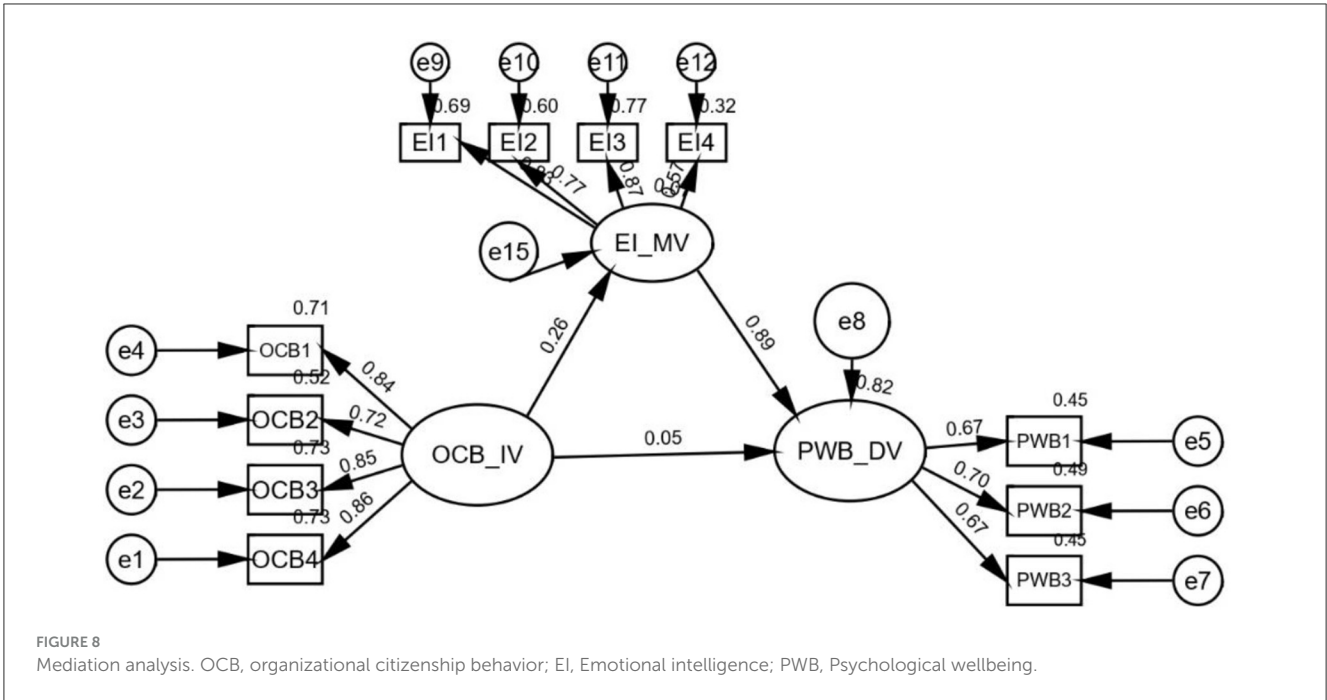 e9 e10 e11 e12
0.69 0.60 0.77 0.32
EI1 EI2 EI3 EI4
0.77 0.87 0.57
EI_MV
e15
e8
0.26 0.89
0.82
0.71
e4 OCB1 0.84
0.52
e3 OCB2 0.72
0.73
e2 OCB3 0.85
0.73
e1 OCB4 0.86
OCB_IV 0.05 PWB_DV
0.45
0.67 PWB1 e5
0.49
0.70 PWB2 e6
0.45
0.67 PWB3 e7
FIGURE 8
Mediation analysis. OCB, organizational citizenship behavior; EI, Emotional intelligence; PWB, Psychological wellbeing.